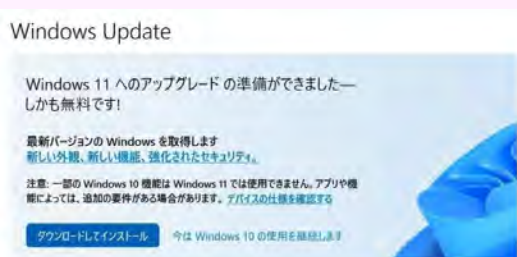 Windows Update
Windows 11 へのアップグレード の準備ができました—
しかも無料です!
最新バージョンの Windows を取得します
新しい外観、新しい機能、強化されたセキュリティ。
注意: 一部の Windows 10 機能は Windows 11 では使用できません。アプリや機
能によっては、追加の要件がある場合があります。デバイスの仕様を確認する
ダウンロードしてインストール 今は Windows 10 の使用を継続します